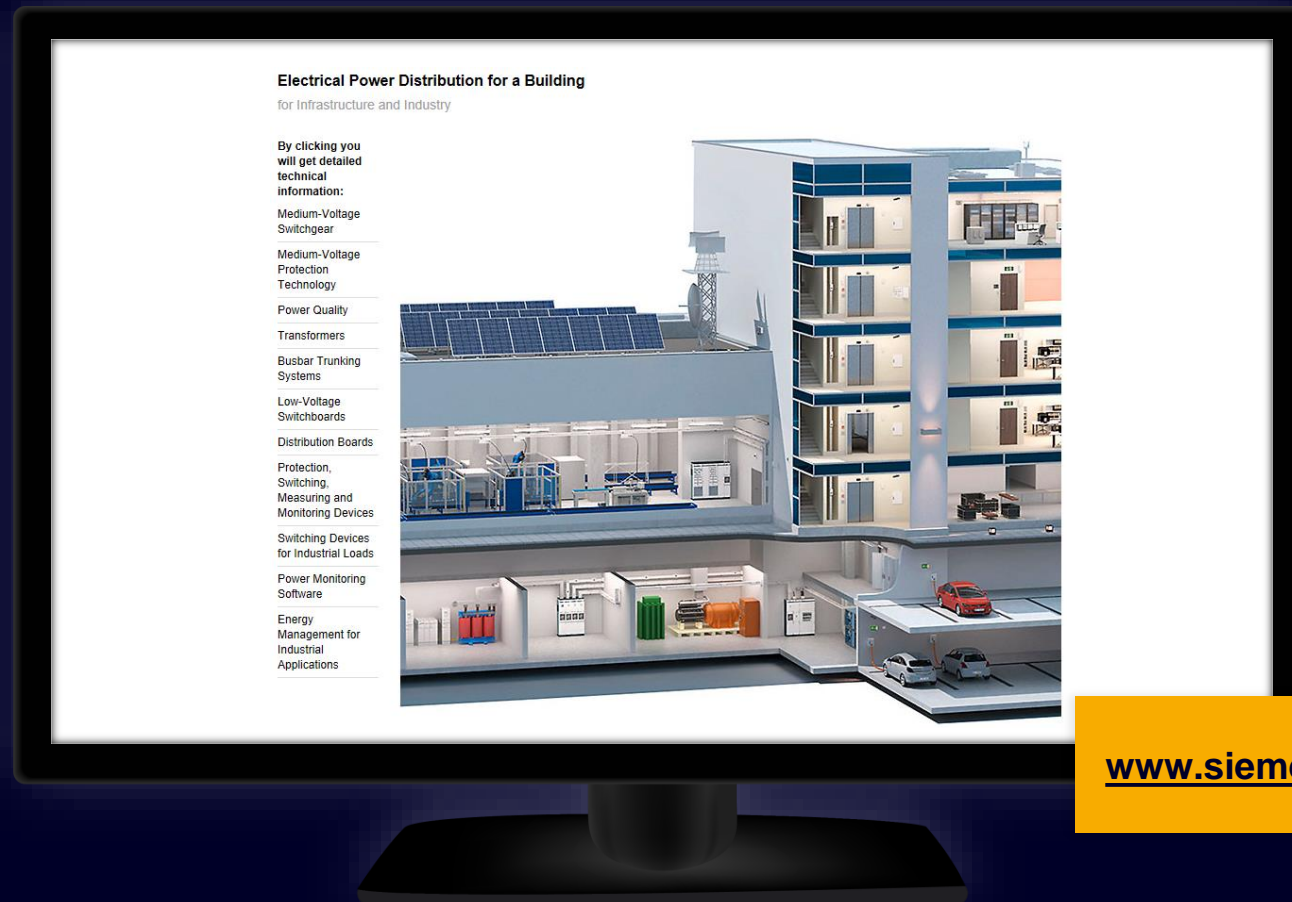 Electrical Power Distribution for a Building
for Infrastructure and Industry
By clicking you
will get detailed
technical
information:
Medium-Voltage
Switchgear
Medium-Voltage
Protection
Technology
Power Quality
Transformers
Busbar Trunking
Systems
Low-Voltage
Switchboards
Distribution Boards
Protection,
Switching,
Measuring and
Monitoring Devices
Switching Devices
for Industrial Loads
Power Monitoring
Software
Energy
Management for
Industrial
Applications